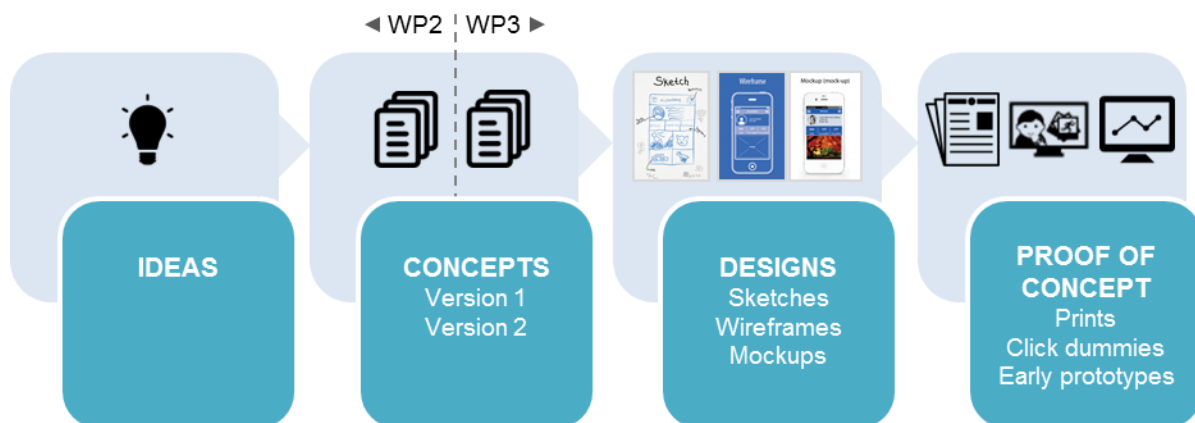 WP2 WP3
Sketch
Wireframe
Mockup (mock-up)
IDEAS
CONCEPTS
Version 1
Version 2
DESIGNS
Sketches
Wireframes
Mockups
PROOF OF
CONCEPT
Prints
Click dummies
Early prototypes